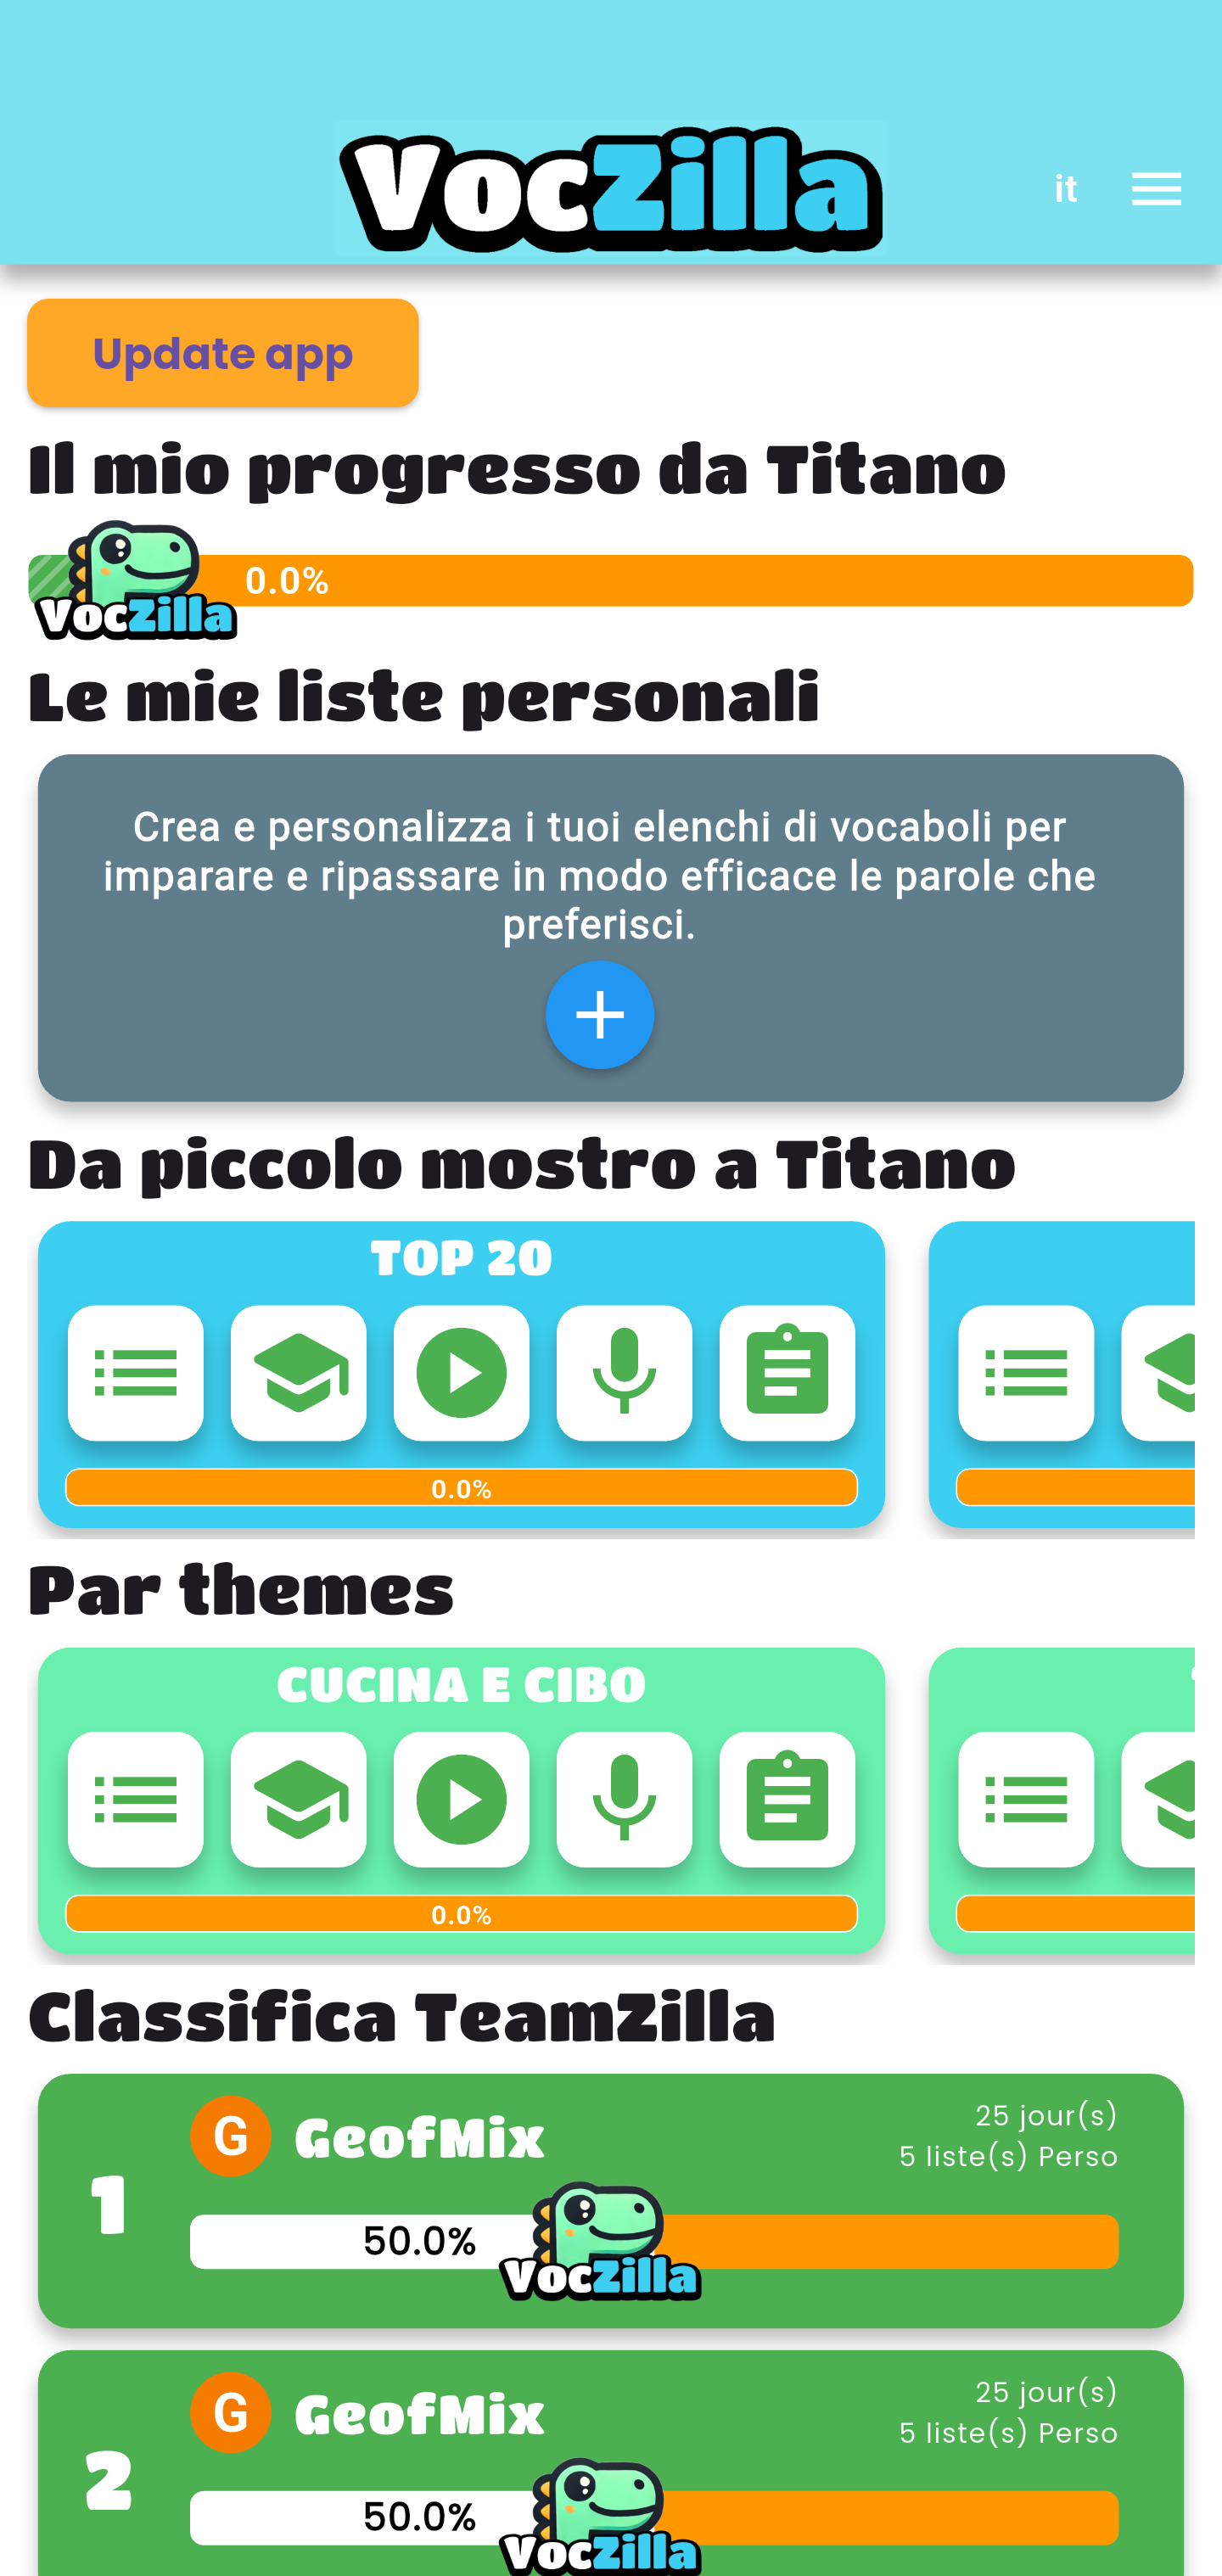 VocZilla
it
Update app
Il mio progresso da Titano
0.0%
VocZilla
Le mie liste personali
Crea e personalizza i tuoi elenchi di vocaboli per
imparare e ripassare in modo efficace le parole che
preferisci.
Da piccolo mostro a Titano
TOP 20
0.0%
Par themes
CUCINA E CIBO
0.0%
Classifica TeamZilla
1
G
GeofMix
25 jour(s)
5 liste(s) Perso
50.0%
VocZilla
2
G
GeofMix
25 jour(s)
5 liste(s) Perso
50.0%
VocZilla